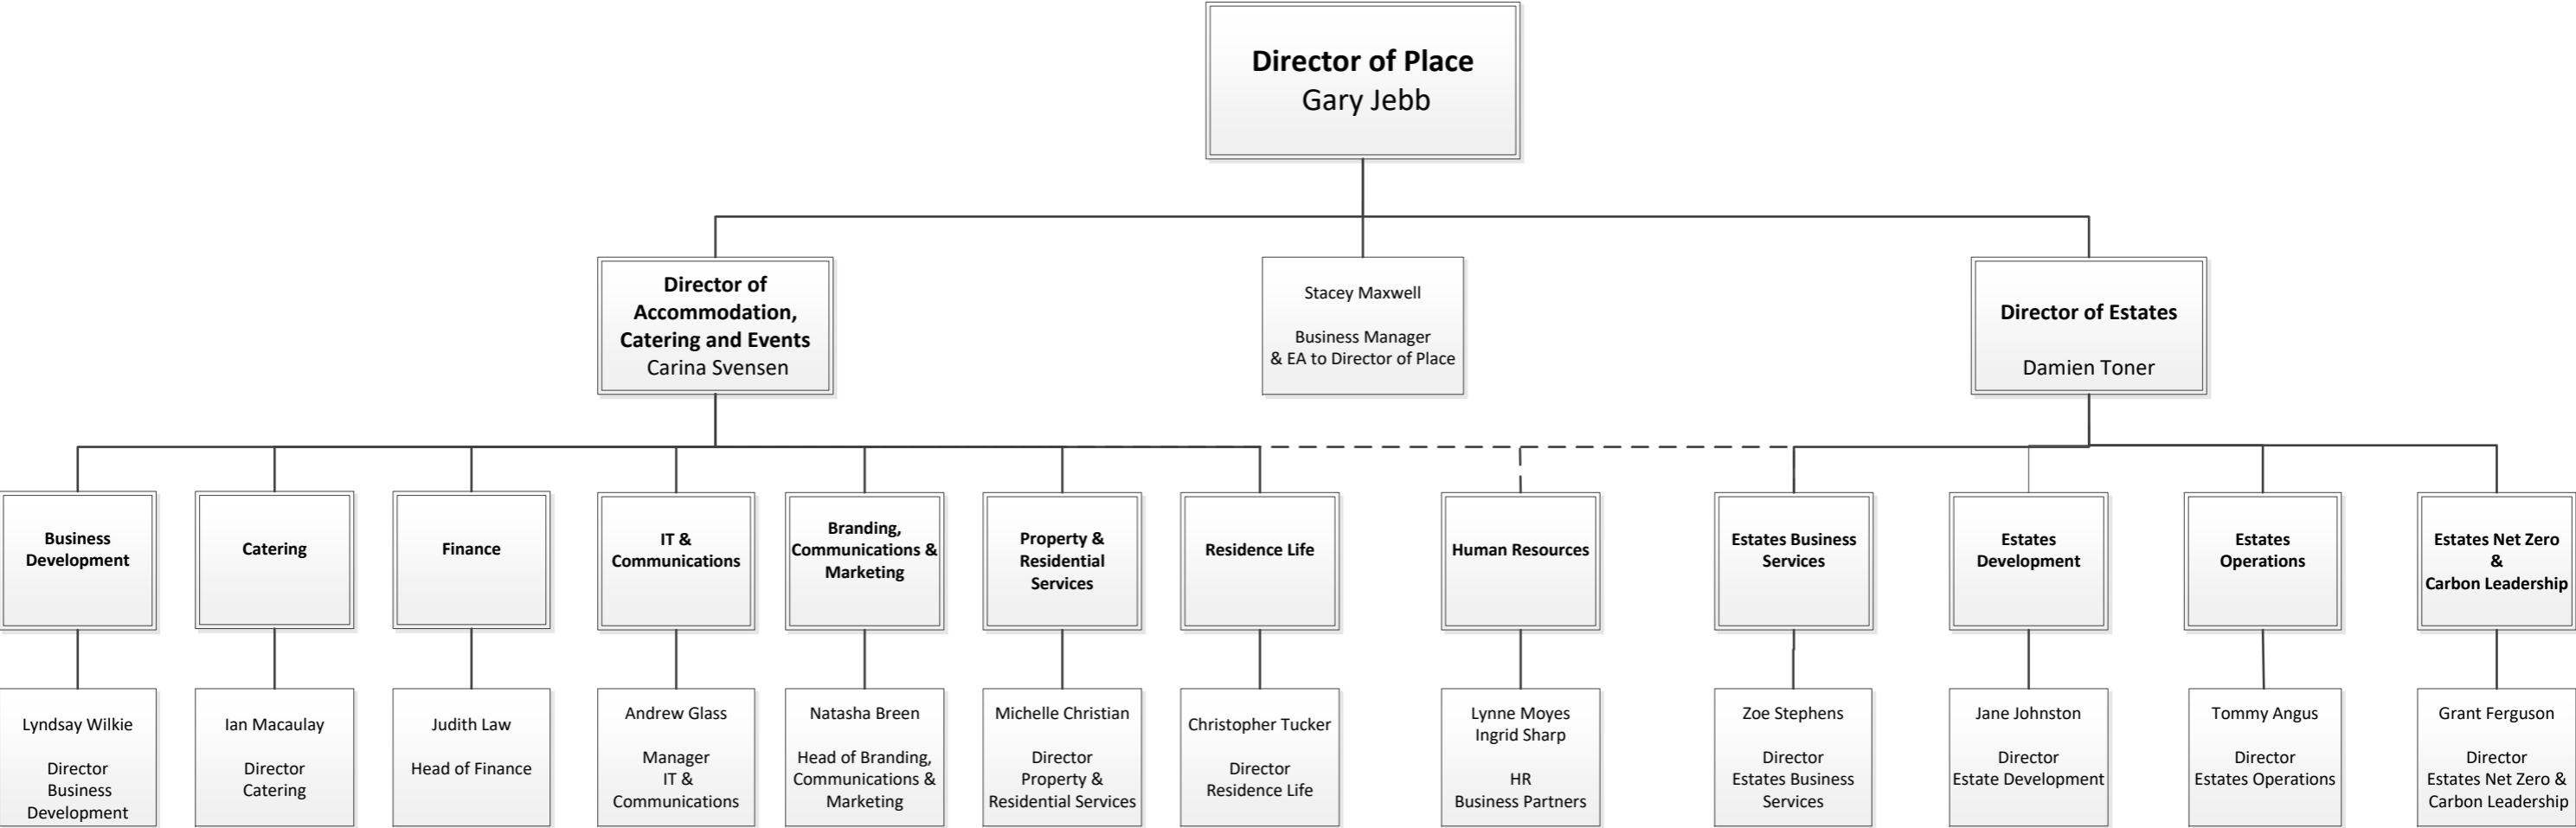 Director of Place
Gary Jebb
Director of
Accommodation,
Catering and Events
Carina Svensen
Stacey Maxwell
Business Manager
& EA to Director of Place
Director of Estates
Damien Toner
Business
Development
Catering
Finance
IT &
Communications
Branding,
Communications &
Marketing
Property &
Residential
Services
Residence Life
Human Resources
Estates Business
Services
Estates
Development
Estates
Operations
Estates Net Zero
&
Carbon Leadership
Lyndsay Wilkie
Director
Business
Development
Ian Macaulay
Director
Catering
Judith Law
Head of Finance
Andrew Glass
Manager
IT &
Communications
Natasha Breen
Head of Branding,
Communications &
Marketing
Michelle Christian
Director
Property &
Residential Services
Christopher Tucker
Director
Residence Life
Lynne Moyes
Ingrid Sharp
HR
Business Partners
Zoe Stephens
Director
Estates Business
Services
Jane Johnston
Director
Estate Development
Tommy Angus
Director
Estates Operations
Grant Ferguson
Director
Estates Net Zero &
Carbon Leadership